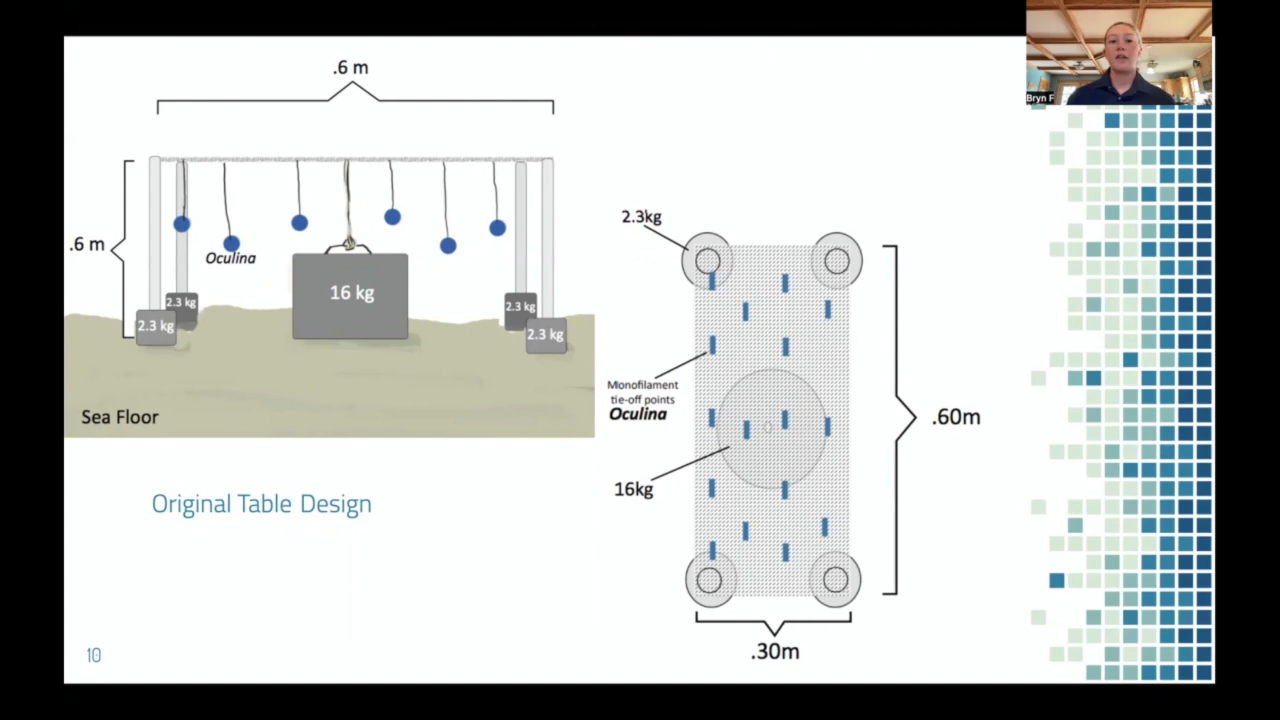 .6 m
.6 m
Oculina
16 kg
2.3 kg
2.3 kg
2.3 kg
2.3 kg
Sea Floor
Original Table Design
10
2.3kg
Monofilament
tie-off points
Oculina
16kg
.60m
.30m
Bryn F